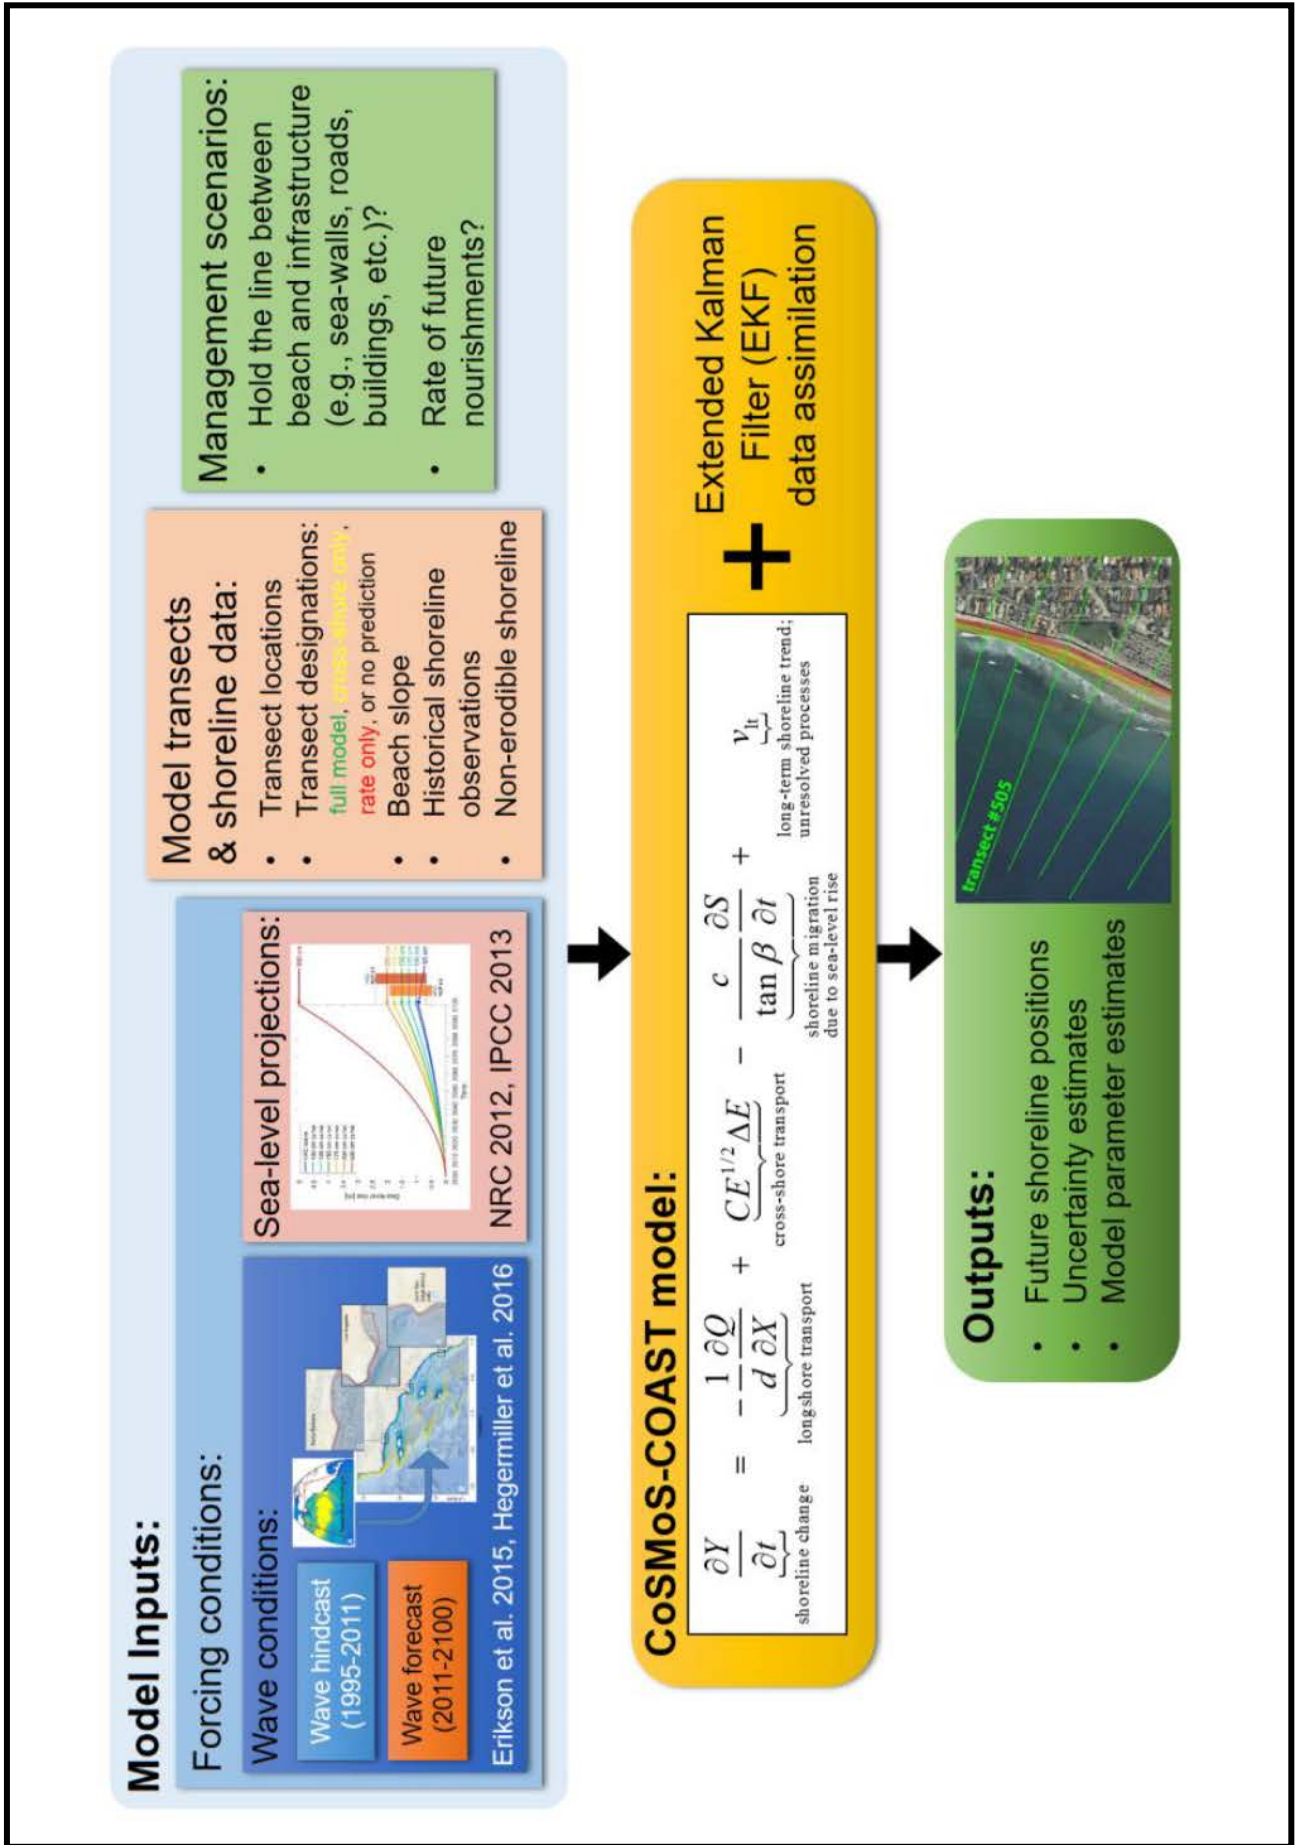 Model Inputs:
Forcing conditions:
Wave conditions:
Wave hindcast
(1995-2011)
Wave forecast
(2011-2100)
Erikson et al. 2015, Hegermiller et al. 2016
Sea-level projections:
NRC 2012, IPCC 2013
Model transects
& shoreline data:
• Transect locations
• Transect designations:
full model, cross-shore only,
rate only, or no prediction
• Beach slope
• Historical shoreline
observations
• Non-erodible shoreline
Management scenarios:
• Hold the line between
beach and infrastructure
(e.g., sea-walls, roads,
buildings, etc.)?
• Rate of future
nourishments?
CoSMoS-COAST model:
∂Y/∂t = −1/d ∂Q/∂X + CE^1/2 ΔE − c/tan β ∂S/∂t + v_lt
shoreline change
longshore transport
cross-shore transport
shoreline migration
due to sea-level rise
long-term shoreline trend;
unresolved processes
+
Extended Kalman
Filter (EKF)
data assimilation
Outputs:
• Future shoreline positions
• Uncertainty estimates
• Model parameter estimates
transect #505